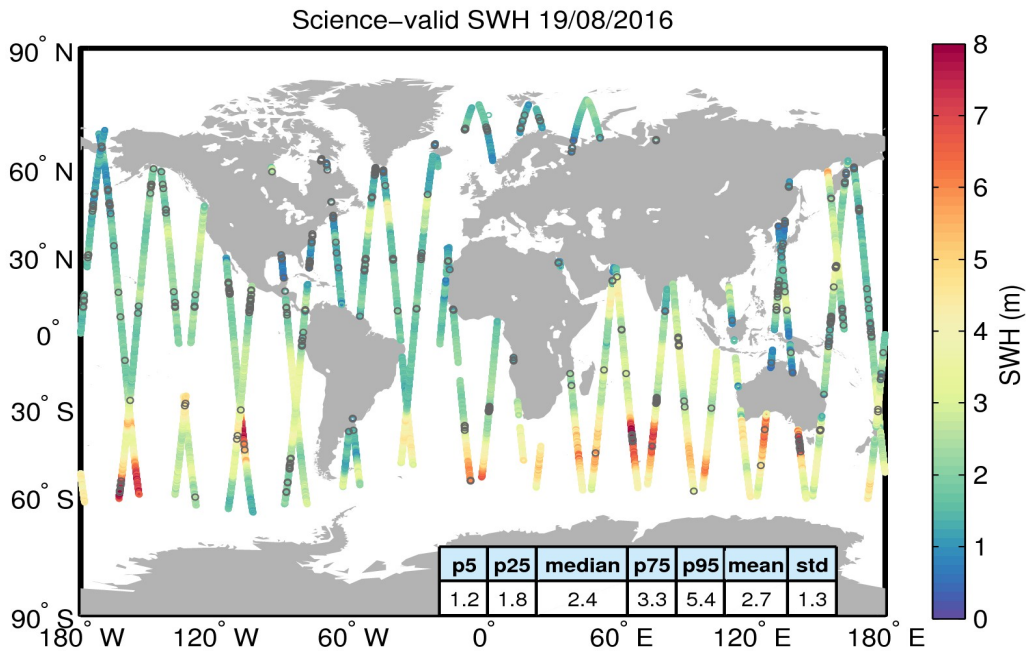 Science−valid SWH 19/08/2016
90° N
60° N
30° N
0°
30° S
60° S
90° S
180° W
120° W
60° W
0°
60° E
120° E
180° E
p5 p25 median p75 p95 mean std
1.2 1.8 2.4 3.3 5.4 2.7 1.3
8
7
6
5
4
3
2
1
0
SWH (m)